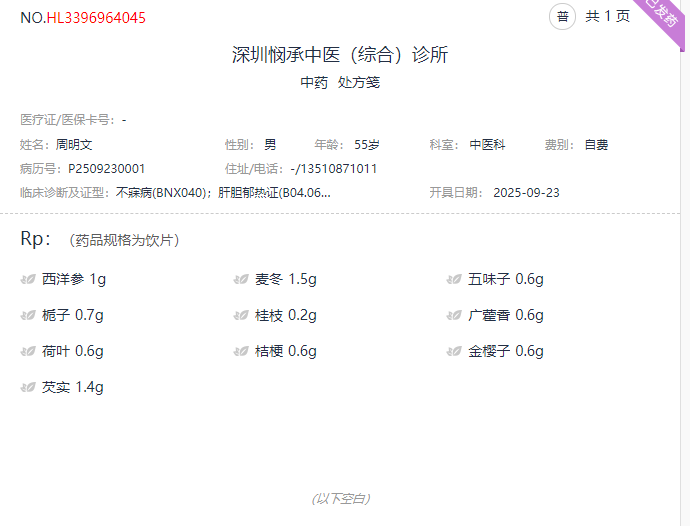 NO.HL3396964045 普 共 1 页 已发药
深圳悯承中医（综合）诊所
中药 处方笺
医疗证/医保卡号：-
姓名：周明文 性别：男 年龄：55岁 科室：中医科 费别：自费
病历号：P2509230001 住址/电话：-/13510871011
临床诊断及证型：不寐病(BNX040)；肝胆郁热证(B04.06... 开具日期：2025-09-23
Rp：（药品规格为饮片）
西洋参 1g 麦冬 1.5g 五味子 0.6g
栀子 0.7g 桂枝 0.2g 广藿香 0.6g
荷叶 0.6g 桔梗 0.6g 金樱子 0.6g
芡实 1.4g
(以下空白)